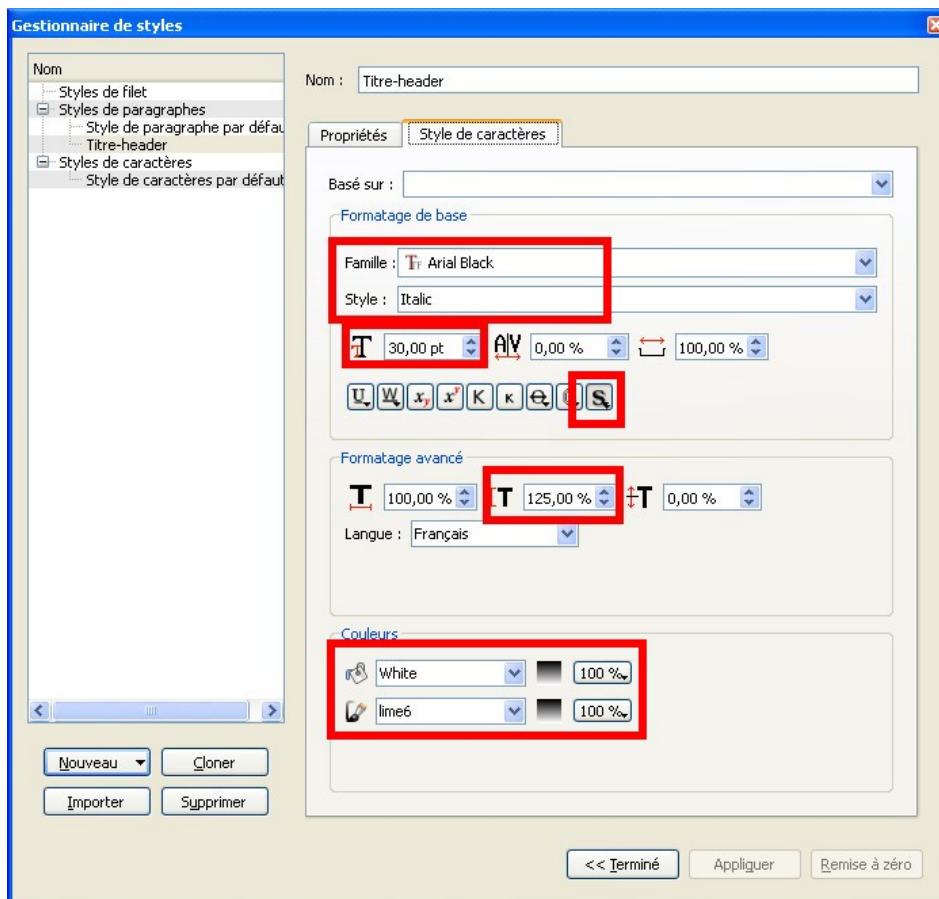 Gestionnaire de styles
Nom
Styles de filet
Styles de paragraphes
Style de paragraphe par défau
Titre-header
Styles de caractères
Style de caractères par défaut
Nouveau
Cloner
Importer
Supprimer
Nom : Titre-header
Propriétés Style de caractères
Basé sur :
Formatage de base
Famille : Arial Black
Style : Italic
30,00 pt 0,00 % 100,00 %
Formatage avancé
100,00 % 125,00 % 0,00 %
Langue : Français
Couleurs
White 100 %
lime6 100 %
<< Terminé Appliquer Remise à zéro